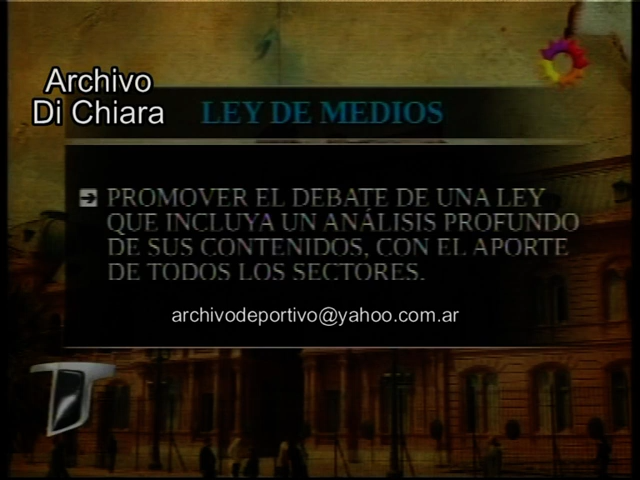 Archivo
Di Chiara
LEY DE MEDIOS
PROMOVER EL DEBATE DE UNA LEY
QUE INCLUYA UN ANÁLISIS PROFUNDO
DE SUS CONTENIDOS, CON EL APORTE
DE TODOS LOS SECTORES.
archivodeportivo@yahoo.com.ar
T